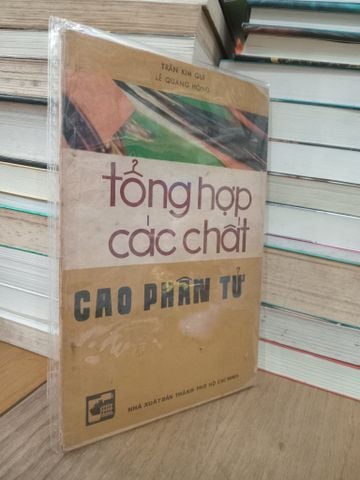 TRẦN KIM QUI
LÊ QUANG HỒNG
tổng hợp
các chất
CAO PHÂN TỬ
NHÀ XUẤT BẢN THÀNH PHỐ HỒ CHÍ MINH